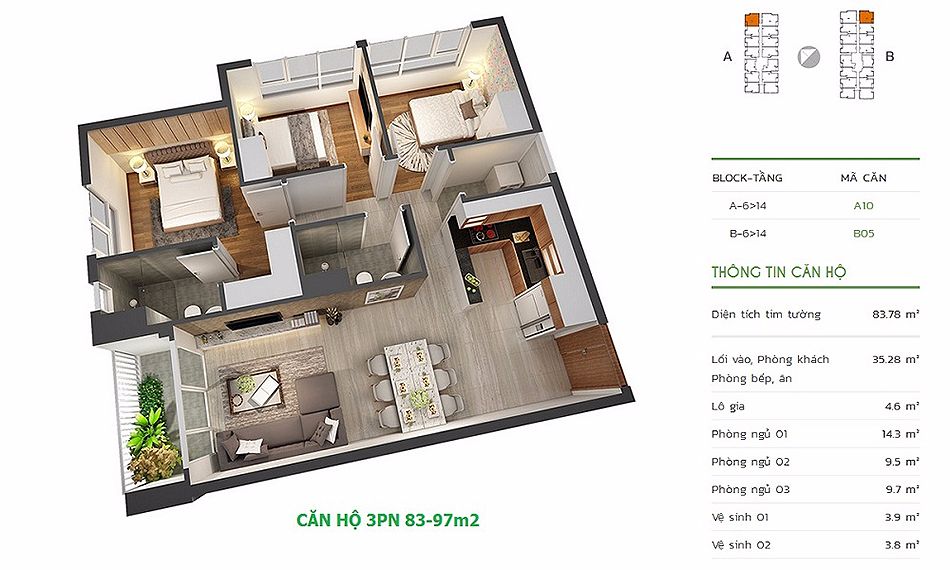 A
B
BLOCK-TẦNG MÃ CĂN
A-6>14 A10
B-6>14 B05
THÔNG TIN CĂN HỘ
Diện tích tim tường 83.78 m²
Lối vào, Phòng khách 35.28 m²
Phòng bếp, ăn
Lô gia 4.6 m²
Phòng ngủ 01 14.3 m²
Phòng ngủ 02 9.5 m²
Phòng ngủ 03 9.7 m²
Vệ sinh 01 3.9 m²
Vệ sinh 02 3.8 m²
CĂN HỘ 3PN 83-97m2